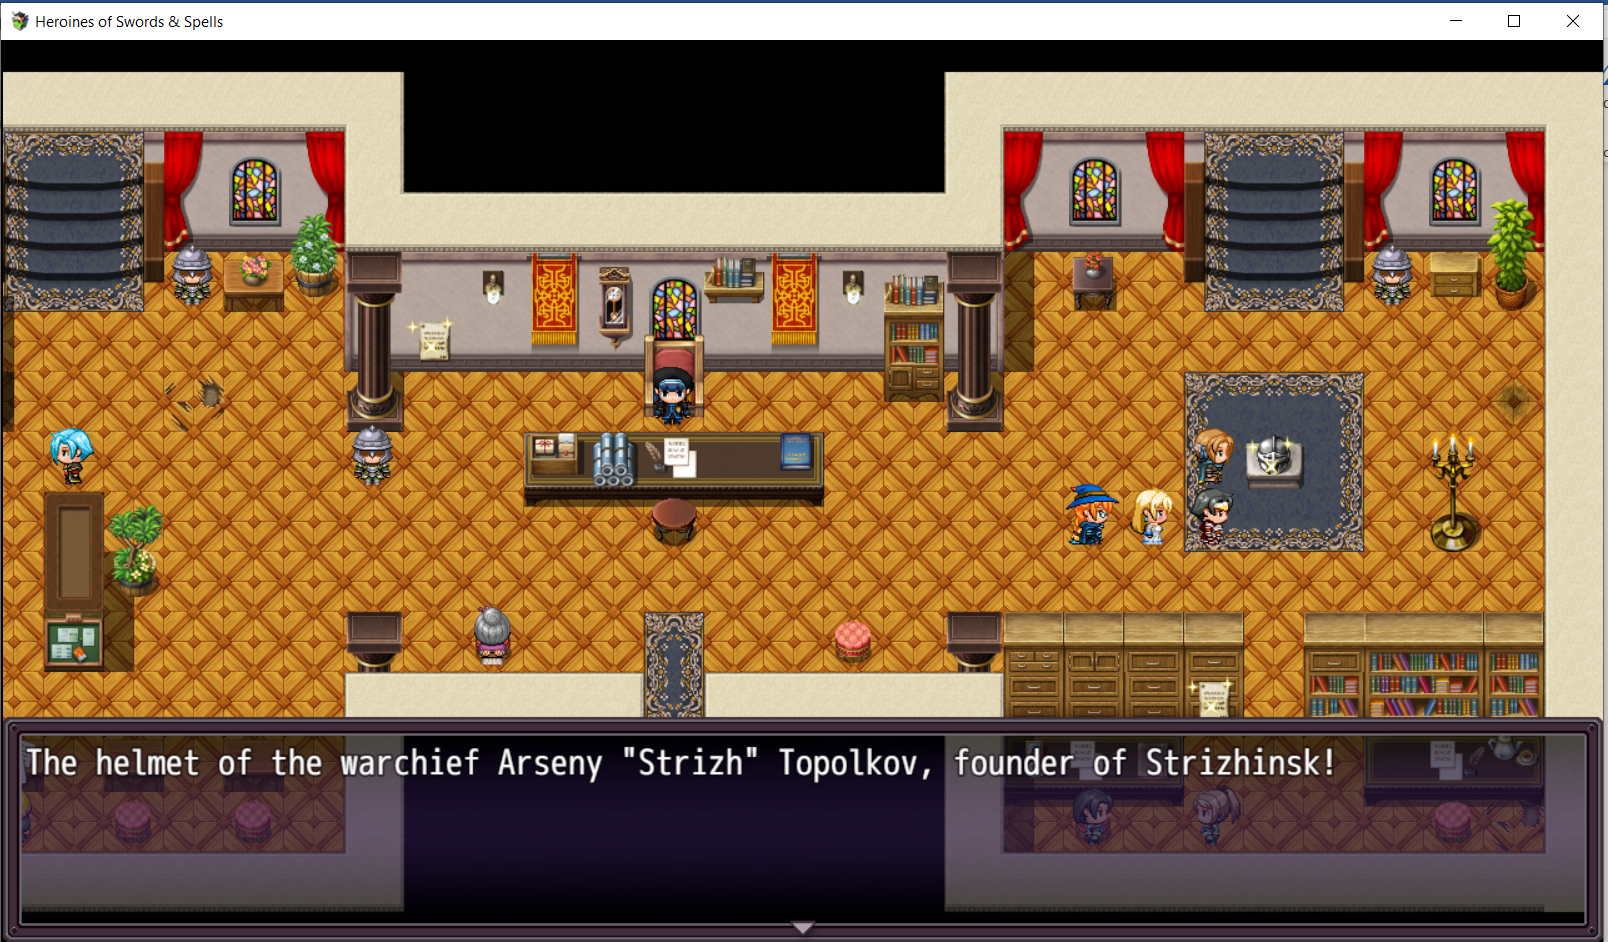 Heroines of Swords & Spells
The helmet of the warchief Arseny "Strizh" Topolkov, founder of Strizhinsk!